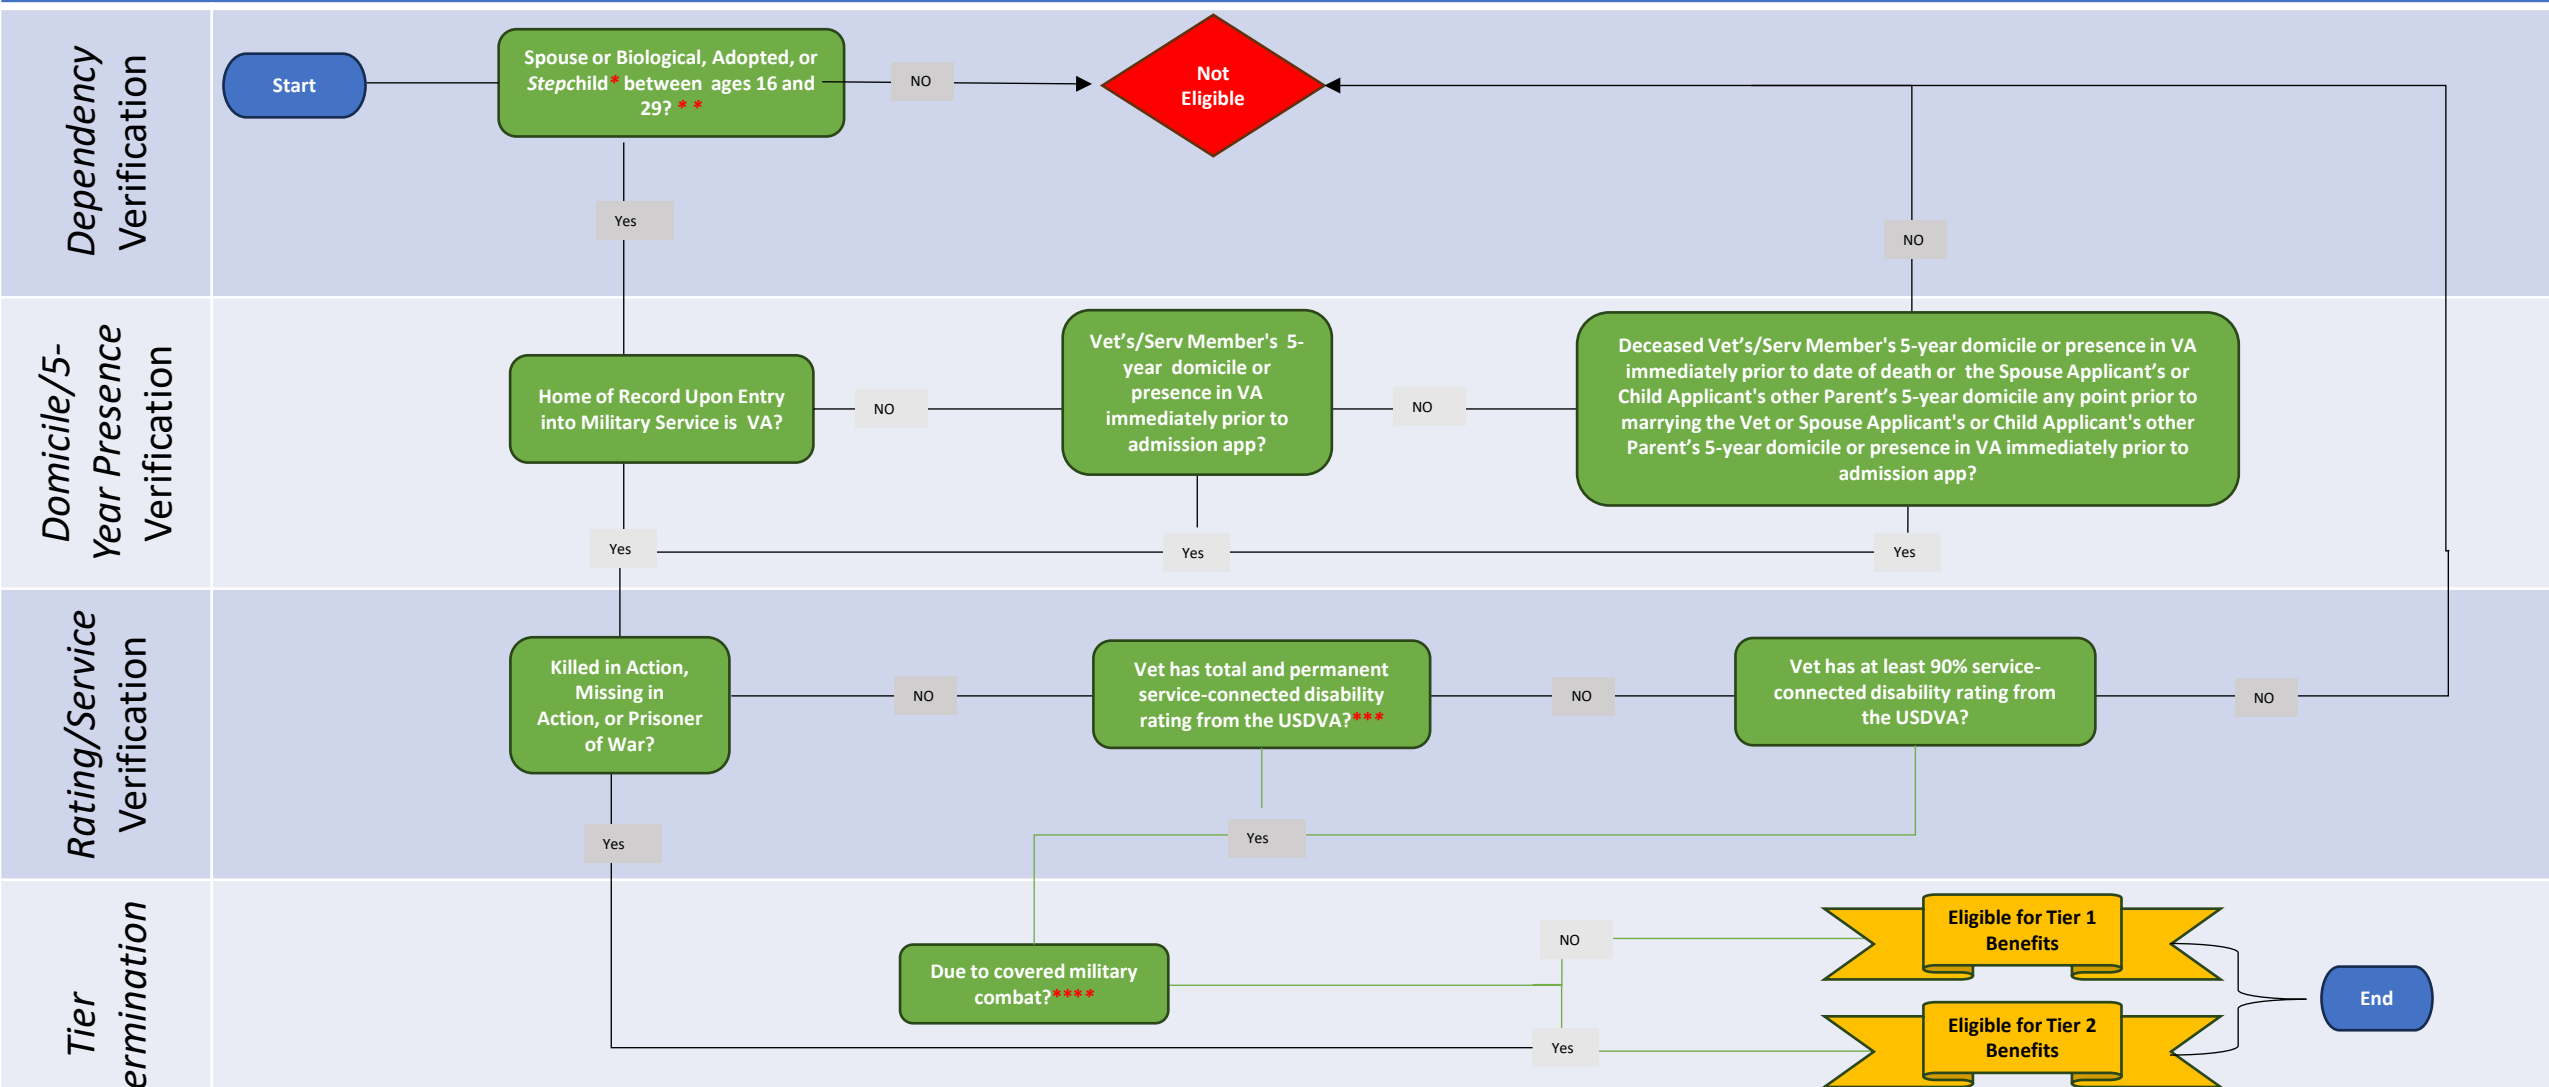 Dependency
Verification
Start
Spouse or Biological, Adopted, or
Stepchild* between ages 16 and
29? * *
NO
Not
Eligible
Yes
NO
Domicile/5-
Year Presence
Verification
Home of Record Upon Entry
into Military Service is VA?
NO
Vet’s/Serv Member's 5-
year domicile or
presence in VA
immediately prior to
admission app?
NO
Deceased Vet’s/Serv Member's 5-year domicile or presence in VA
immediately prior to date of death or the Spouse Applicant’s or
Child Applicant's other Parent’s 5-year domicile any point prior to
marrying the Vet or Spouse Applicant's or Child Applicant's other
Parent’s 5-year domicile or presence in VA immediately prior to
admission app?
Yes
Yes
Yes
Rating/Service
Verification
Killed in Action,
Missing in
Action, or Prisoner
of War?
NO
Vet has total and permanent
service-connected disability
rating from the USDVA?***
NO
Vet has at least 90% service-
connected disability rating from
the USDVA?
NO
Yes
Yes
Tier
ermination
Due to covered military
combat?****
NO
Yes
Eligible for Tier 1
Benefits
Eligible for Tier 2
Benefits
End